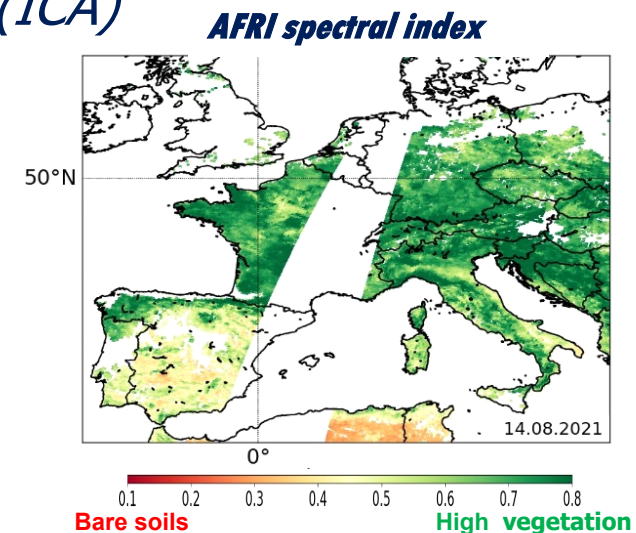 (ICA)
AFRI spectral index
50°N
14.08.2021
0°
0.1 0.2 0.3 0.4 0.5 0.6 0.7 0.8
Bare soils High vegetation